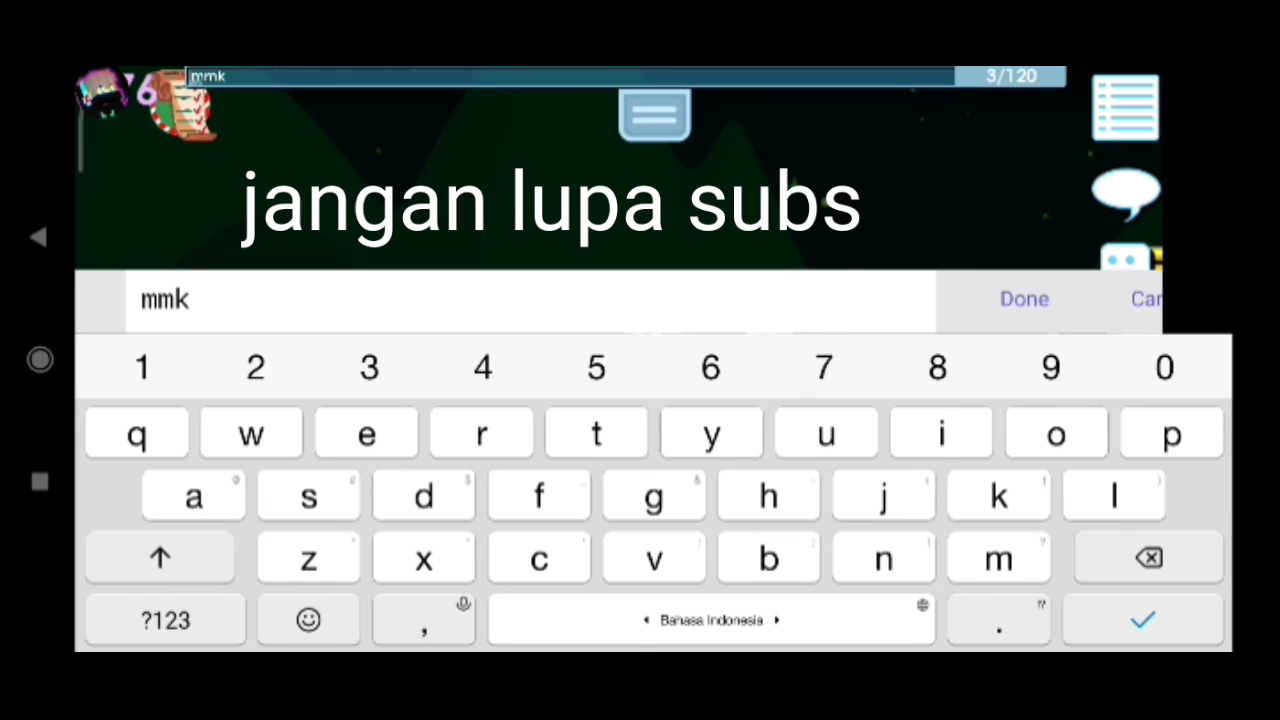 mmk 3/120
jangan lupa subs
mmk Done Can
1 2 3 4 5 6 7 8 9 0
q w e r t y u i o p
a s d f g h j k l
z x c v b n m
?123 , Bahasa Indonesia .